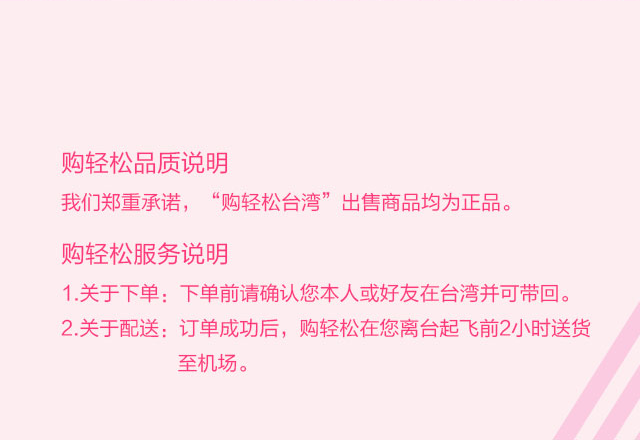 购轻松品质说明
我们郑重承诺，“购轻松台湾”出售商品均为正品。
购轻松服务说明
1.关于下单：下单前请确认您本人或好友在台湾并可带回。
2.关于配送：订单成功后，购轻松在您离台起飞前2小时送货
至机场。